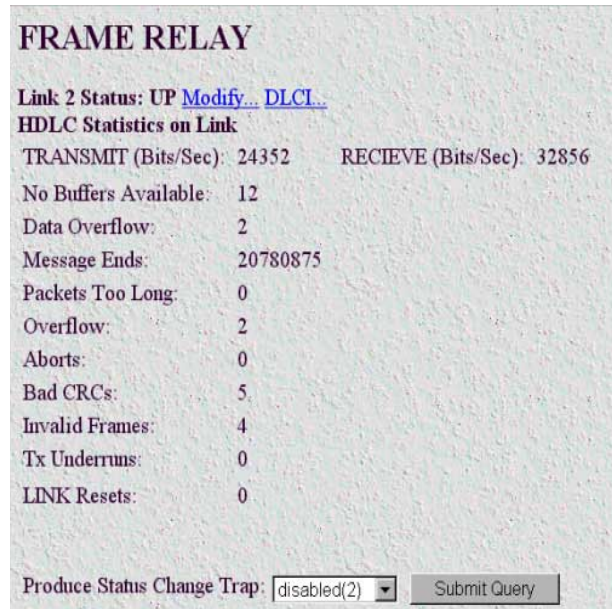 FRAME RELAY
Link 2 Status: UP Modify... DLCI...
HDLC Statistics on Link
TRANSMIT (Bits/Sec): 24352 RECIEVE (Bits/Sec): 32856
No Buffers Available: 12
Data Overflow: 2
Message Ends: 20780875
Packets Too Long: 0
Overflow: 2
Aborts: 0
Bad CRCs: 5
Invalid Frames: 4
Tx Underruns: 0
LINK Resets: 0
Produce Status Change Trap: disabled(2) Submit Query